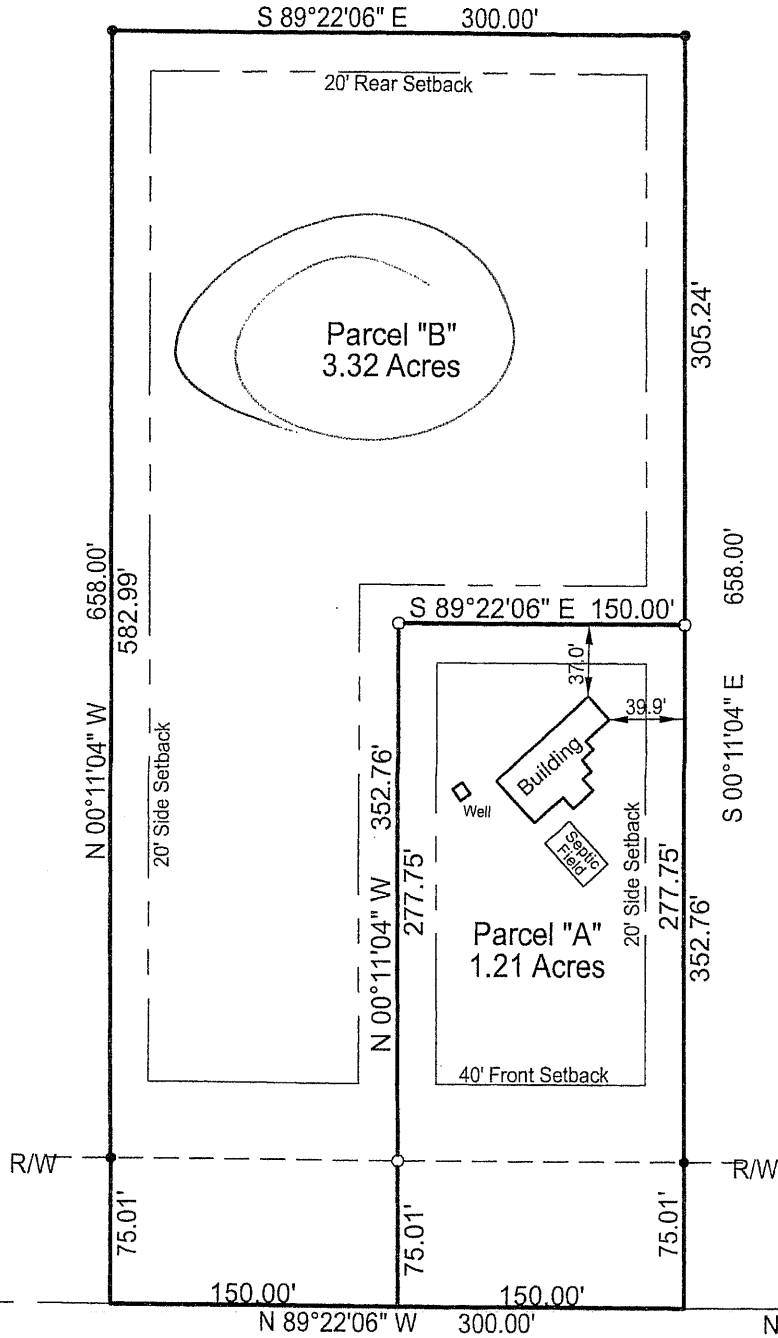 S 89°22'06" E 300.00'
20' Rear Setback
Parcel "B"
3.32 Acres
305.24'
N 00°11'04" W 658.00'
582.99'
658.00'
S 89°22'06" E 150.00'
37.0'
39.9'
S 00°11'04" E
Building
Well
Septic
Field
20' Side Setback
N 00°11'04" W 352.76'
277.75'
20' Side Setback
277.75'
352.76'
Parcel "A"
1.21 Acres
40' Front Setback
R/W
R/W
75.01'
75.01'
75.01'
150.00'
150.00'
N 89°22'06" W 300.00'
N